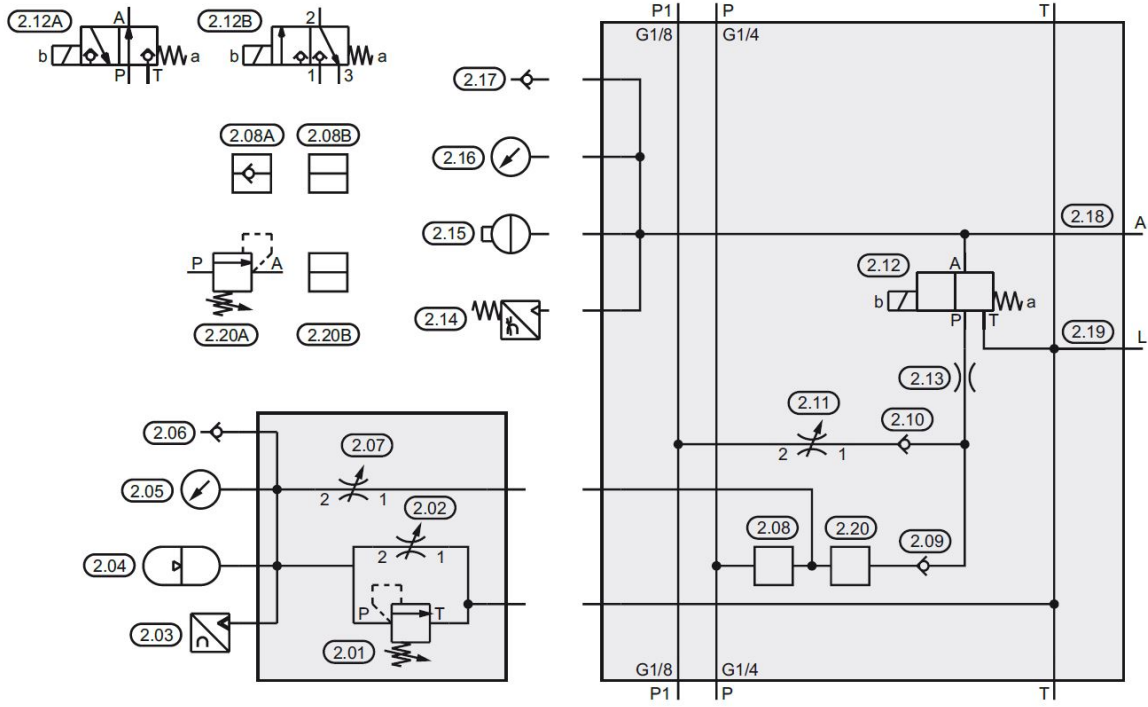 2.12A
A
b
a
P
T
2.12B
2
b
a
1
3
2.08A
2.08B
P
A
2.20A
2.20B
2.17
2.16
2.15
2.14
P1
P
T
G1/8
G1/4
2.18
A
2.12
A
b
a
P
T
2.19
L
2.13
2.11
2.10
2
1
2.08
2.20
2.09
G1/8
G1/4
P1
P
T
2.06
2.07
2.05
2
1
2.02
2.04
2
1
P
T
2.03
2.01